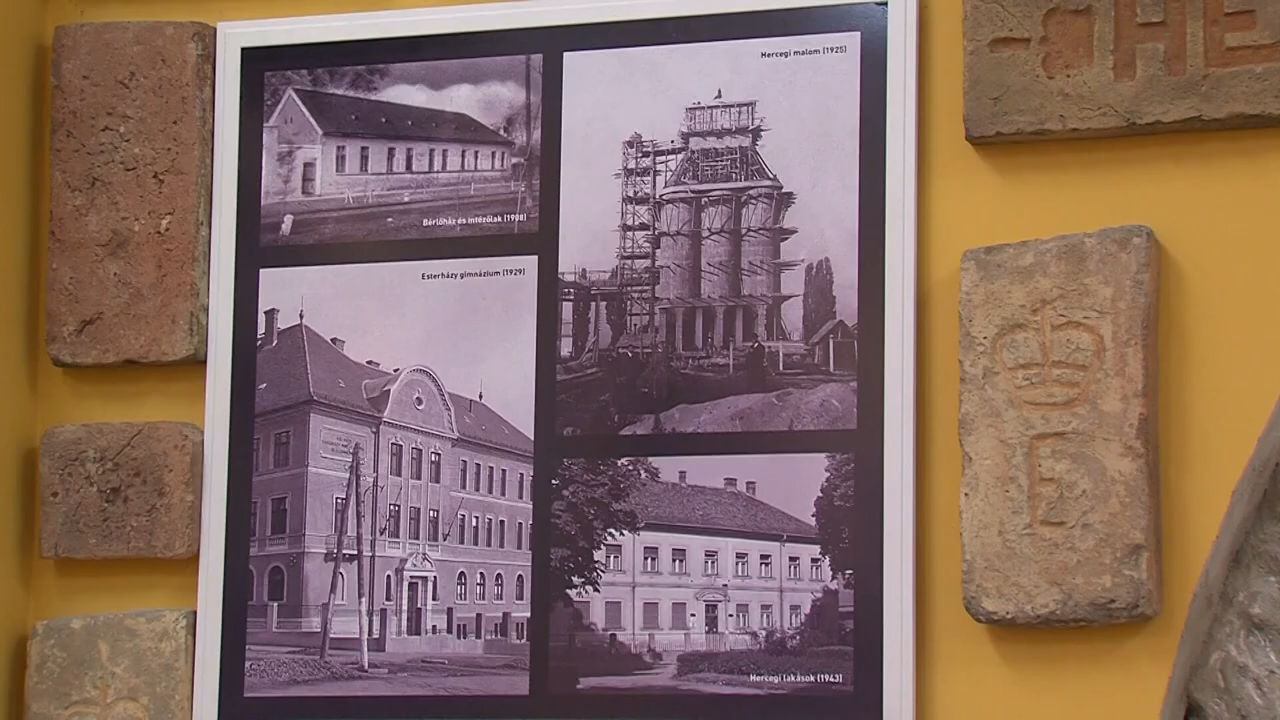 Bérlőház és intézőlak (1908)
Hercegi malom (1925)
Esterházy gimnázium (1929)
Hercegi lakások (1943)
HE
E